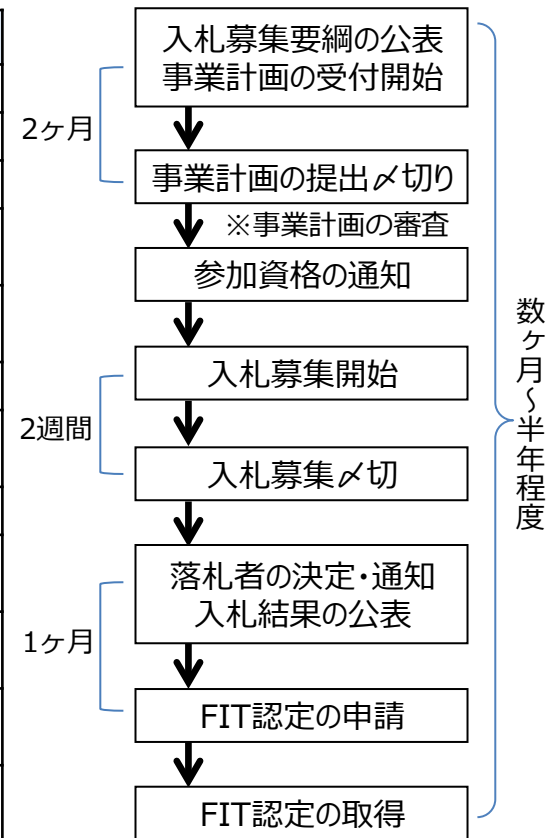 入札募集要綱の公表
事業計画の受付開始
2ヶ月
事業計画の提出〆切り
※事業計画の審査
参加資格の通知
入札募集開始
2週間
入札募集〆切
落札者の決定・通知
入札結果の公表
1ヶ月
FIT認定の申請
FIT認定の取得
数ヶ月～半年程度